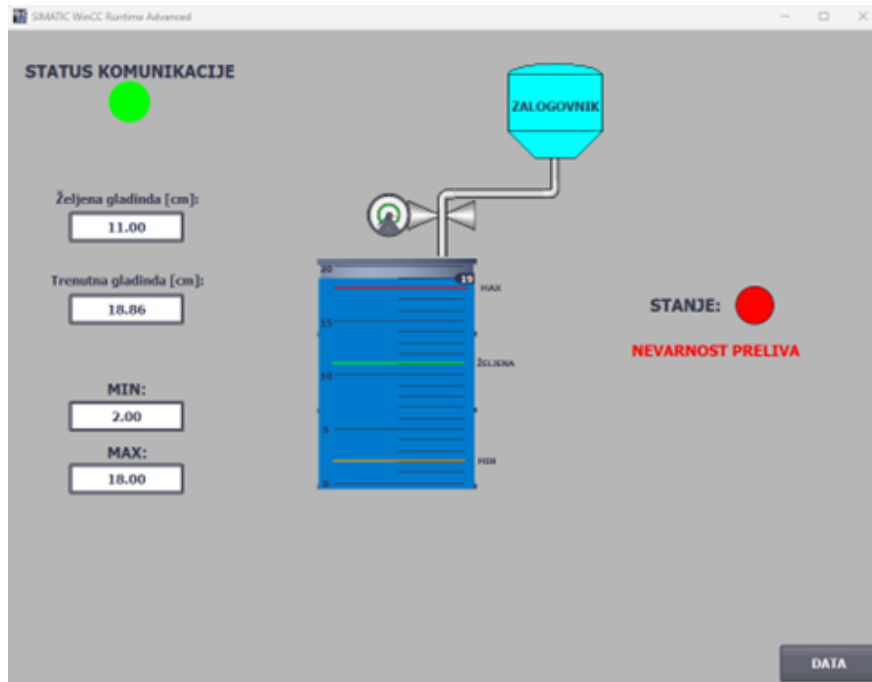 SIMATIC WinCC Runtime Advanced
STATUS KOMUNIKACIJE
ZALOGOVNIK
Željena gladinda [cm]:
11.00
Trenutna gladinda [cm]:
18.86
MIN:
2.00
MAX:
18.00
20
19
MAX
15
ŽELJENA
10
5
MIN
0
STANJE:
NEVARNOST PRELIVA
DATA